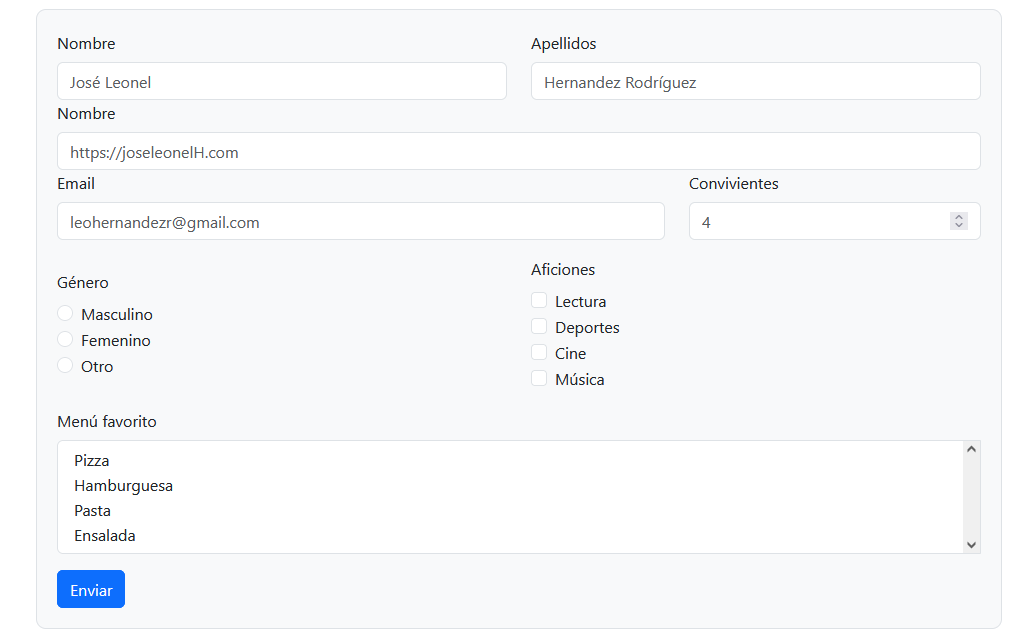 Nombre Apellidos
José Leonel Hernandez Rodríguez
Nombre
https://joseleonelH.com
Email Convivientes
leohernandezr@gmail.com 4
Género
Aficiones
Masculino
Femenino
Otro
Lectura
Deportes
Cine
Música
Menú favorito
Pizza
Hamburguesa
Pasta
Ensalada
Enviar